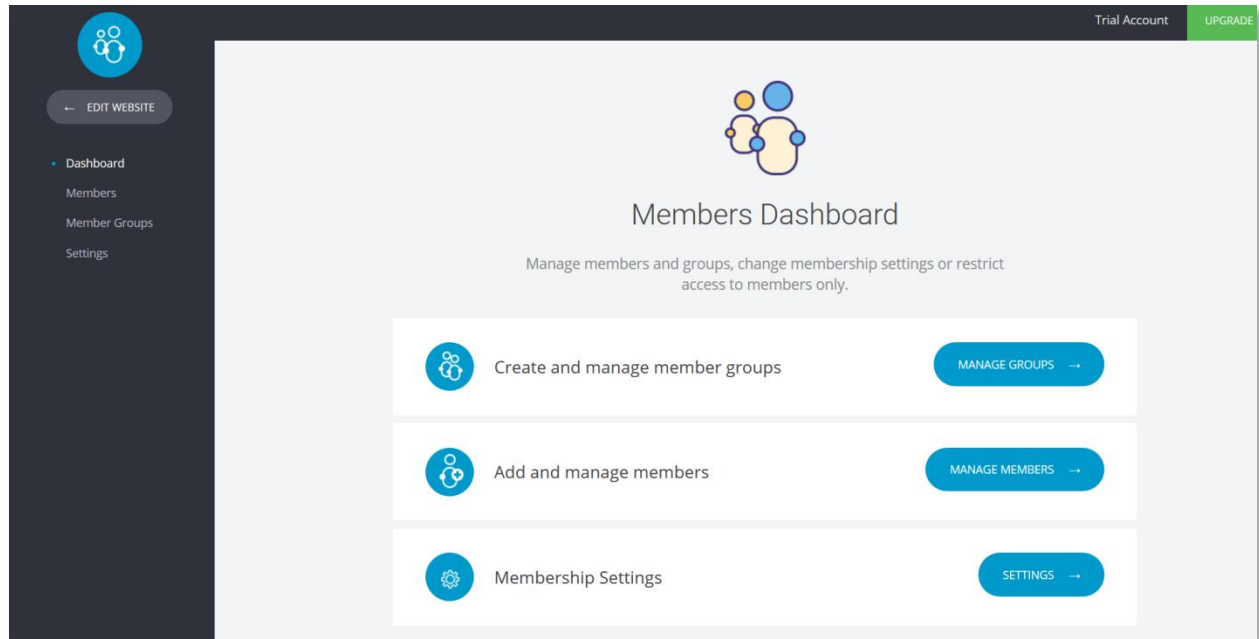 Trial Account
UPGRADE
← EDIT WEBSITE
Dashboard
Members
Member Groups
Settings
Members Dashboard
Manage members and groups, change membership settings or restrict
access to members only.
Create and manage member groups
MANAGE GROUPS →
Add and manage members
MANAGE MEMBERS →
Membership Settings
SETTINGS →